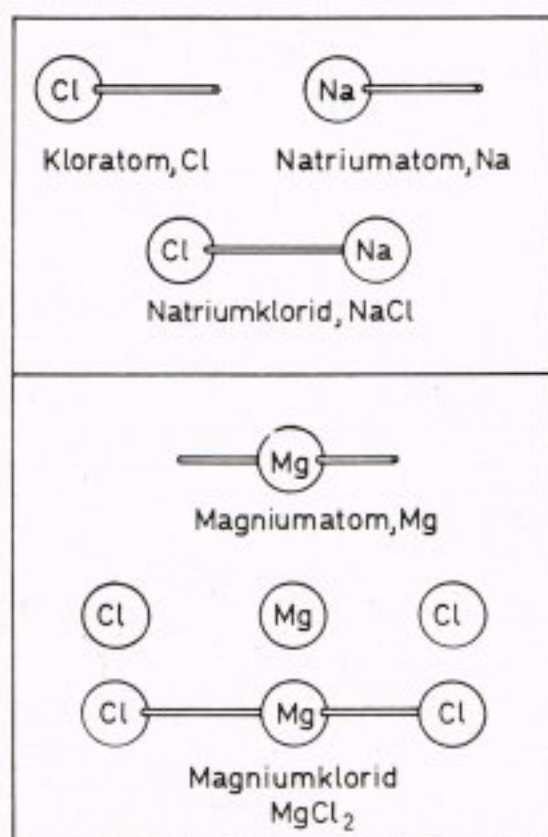 Cl Na
Kloratom, Cl Natriumatom, Na
Cl Na
Natriumklorid, NaCl
Mg
Magniumatom, Mg
Cl Mg Cl
Cl Mg Cl
Magniumklorid
MgCl₂